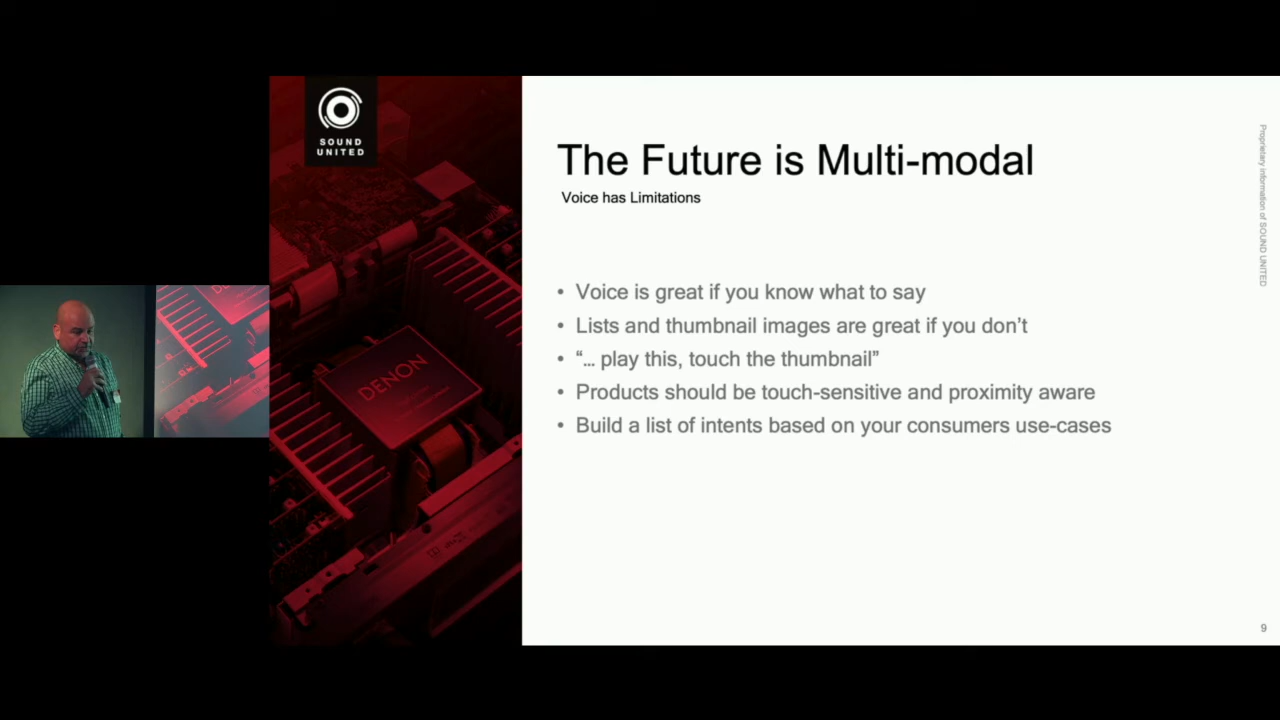 SOUND
UNITED
The Future is Multi-modal
Voice has Limitations
• Voice is great if you know what to say
• Lists and thumbnail images are great if you don’t
• “... play this, touch the thumbnail”
• Products should be touch-sensitive and proximity aware
• Build a list of intents based on your consumers use-cases
DENON
Proprietary information of SOUND UNITED
9